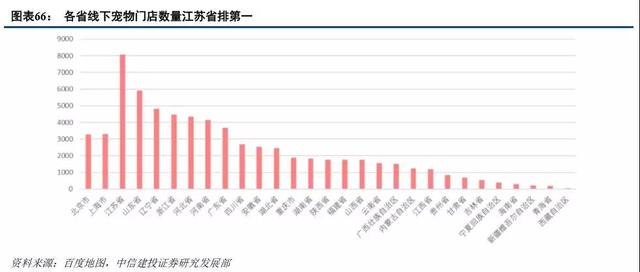 图表66： 各省线下宠物门店数量江苏省排第一
9000
8000
7000
6000
5000
4000
3000
2000
1000
0
北京市
上海市
江苏省
山东省
辽宁省
浙江省
河北省
河南省
广东省
四川省
安徽省
湖北省
重庆市
湖南省
陕西省
福建省
山西省
云南省
广西壮族自治区
内蒙古自治区
江西省
贵州省
甘肃省
吉林省
宁夏回族自治区
海南省
新疆维吾尔自治区
青海省
西藏自治区
资料来源：百度地图，中信建投证券研究发展部